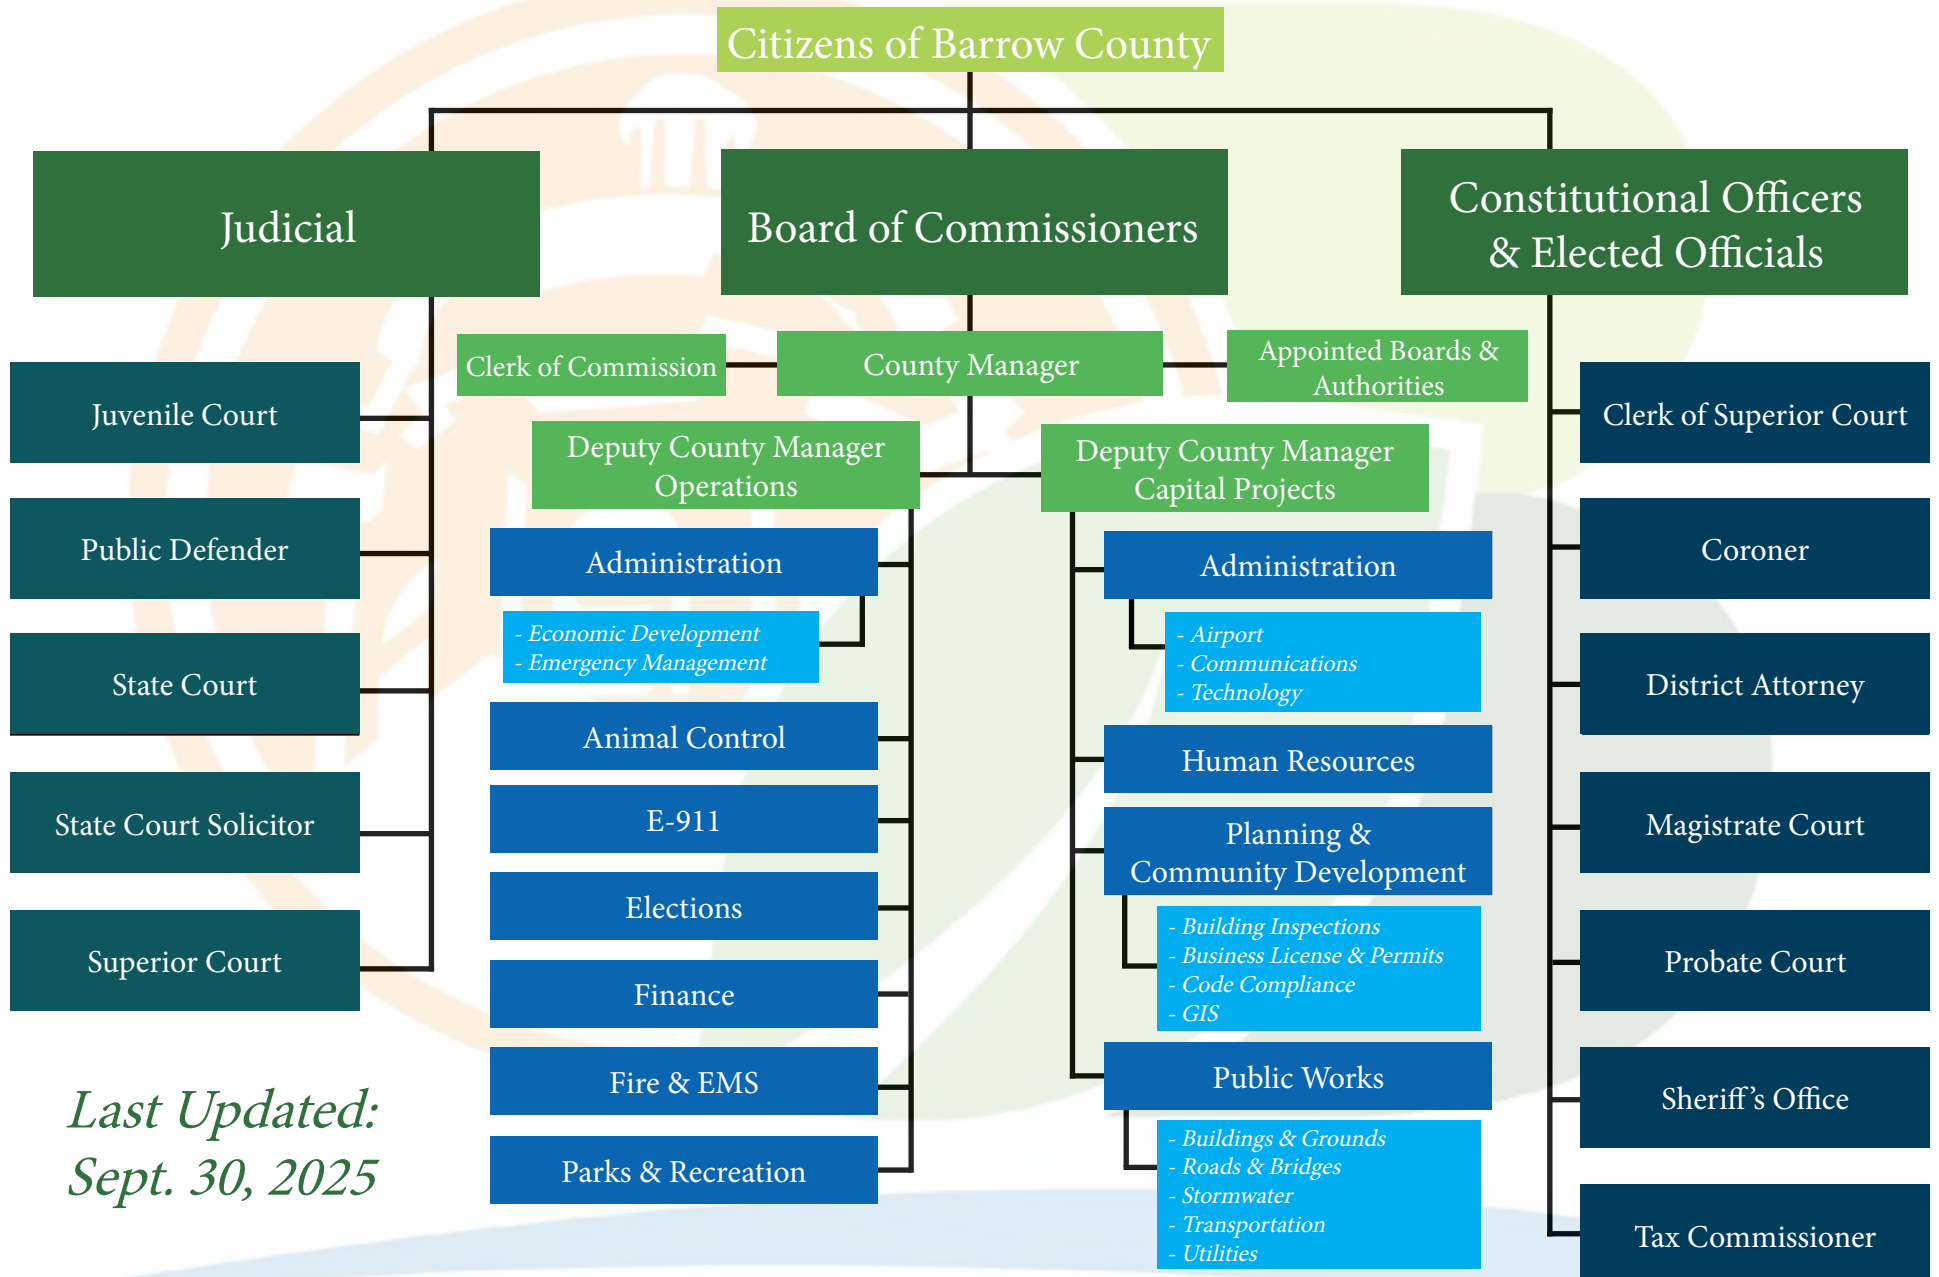 Citizens of Barrow County
Judicial
Board of Commissioners
Constitutional Officers
& Elected Officials
Clerk of Commission
County Manager
Appointed Boards &
Authorities
Juvenile Court
Public Defender
State Court
State Court Solicitor
Superior Court
Deputy County Manager
Operations
Administration
- Economic Development
- Emergency Management
Animal Control
E-911
Elections
Finance
Fire & EMS
Parks & Recreation
Deputy County Manager
Capital Projects
Administration
- Airport
- Communications
- Technology
Human Resources
Planning &
Community Development
- Building Inspections
- Business License & Permits
- Code Compliance
- GIS
Public Works
- Buildings & Grounds
- Roads & Bridges
- Stormwater
- Transportation
- Utilities
Clerk of Superior Court
Coroner
District Attorney
Magistrate Court
Probate Court
Sheriff's Office
Tax Commissioner
Last Updated:
Sept. 30, 2025